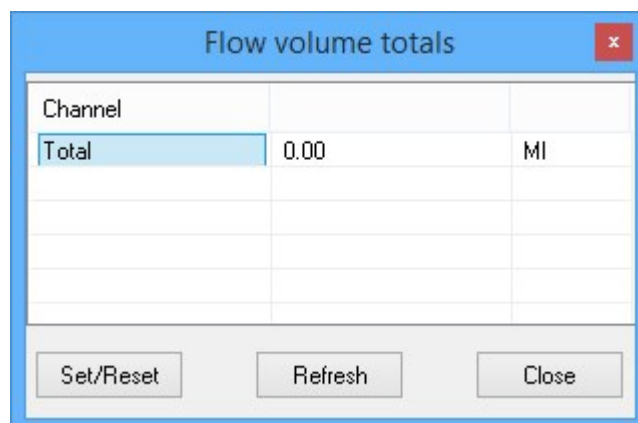 Flow volume totals
x
Channel
Total 0.00 Ml
Set/Reset Refresh Close